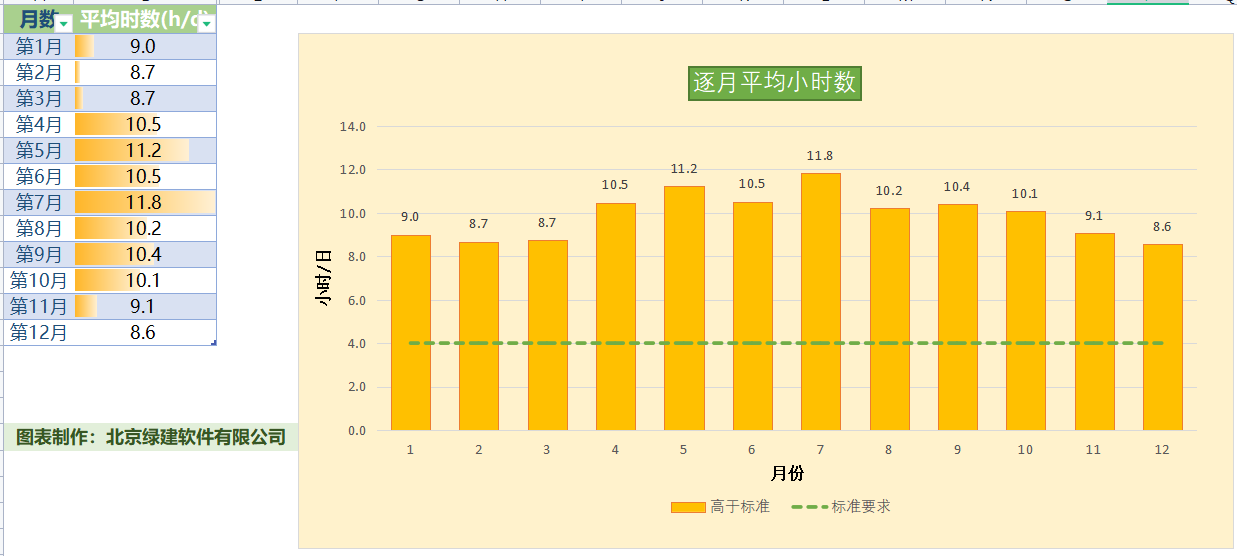 月数 平均时数(h/d)
第1月 9.0
第2月 8.7
第3月 8.7
第4月 10.5
第5月 11.2
第6月 10.5
第7月 11.8
第8月 10.2
第9月 10.4
第10月 10.1
第11月 9.1
第12月 8.6
图表制作：北京绿建软件有限公司
逐月平均小时数
14.0
12.0
10.0
8.0
6.0
4.0
2.0
0.0
小时/日
9.0 8.7 8.7 10.5 11.2 10.5 11.8 10.2 10.4 10.1 9.1 8.6
1 2 3 4 5 6 7 8 9 10 11 12
月份
高于标准 标准要求